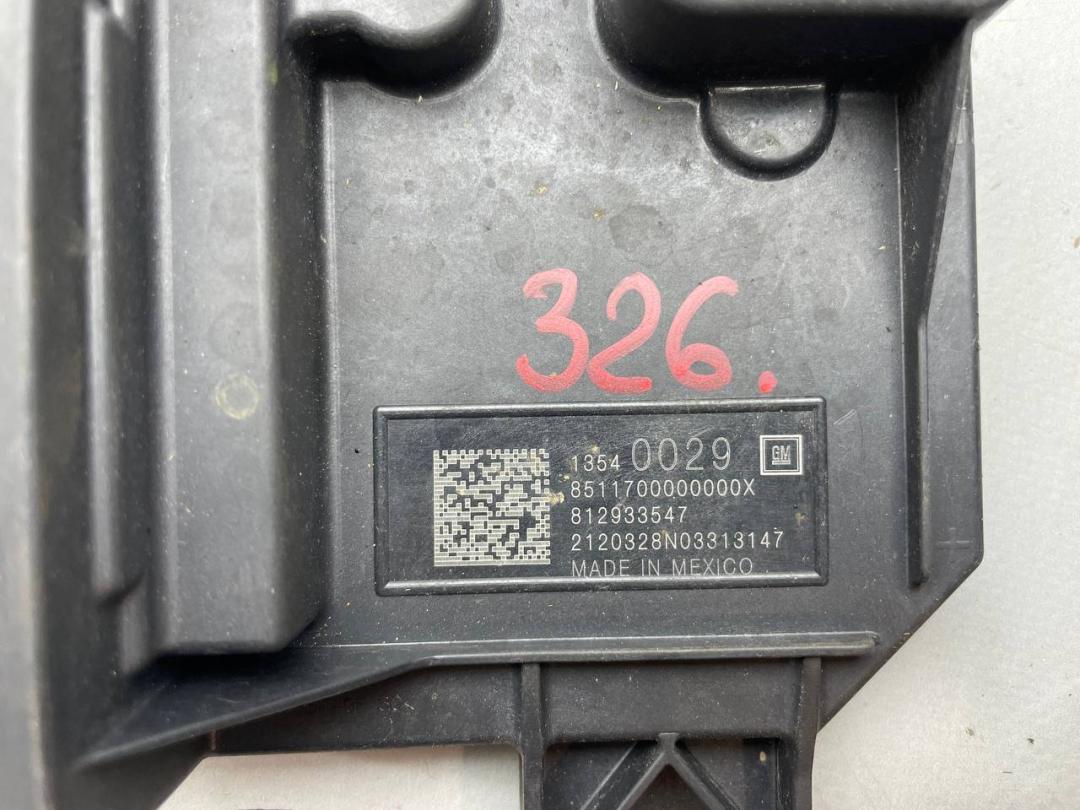 326.
1354 0029 GM
8511700000000X
812933547
2120328N03313147
MADE IN MEXICO